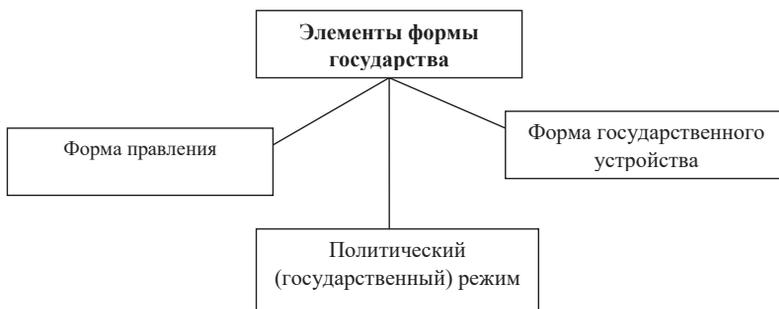 Элементы формы
государства
Форма правления
Форма государственного
устройства
Политический
(государственный) режим